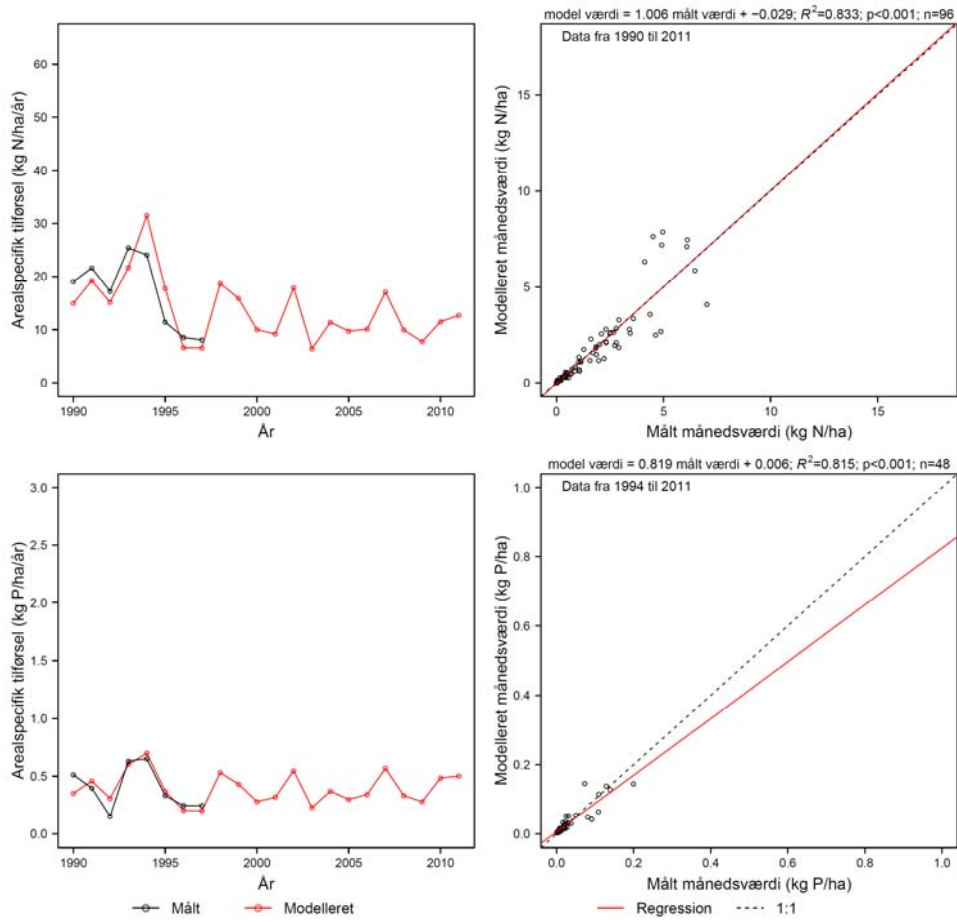 model værdi = 1.006 målt værdi + −0.029; R²=0.833; p<0.001; n=96
Data fra 1990 til 2011
Arealspecifik tilførsel (kg N/ha/år)
60
50
40
30
20
10
0
1990 1995 2000 2005 2010
År
Modelleret månedsværdi (kg N/ha)
15
10
5
0
0 5 10 15
Målt månedsværdi (kg N/ha)
model værdi = 0.819 målt værdi + 0.006; R²=0.815; p<0.001; n=48
Data fra 1994 til 2011
Arealspecifik tilførsel (kg P/ha/år)
3.0
2.5
2.0
1.5
1.0
0.5
0.0
1990 1995 2000 2005 2010
År
Modelleret månedsværdi (kg P/ha)
1.0
0.8
0.6
0.4
0.2
0.0
0.0 0.2 0.4 0.6 0.8 1.0
Målt månedsværdi (kg P/ha)
Målt Modelleret Regression 1:1